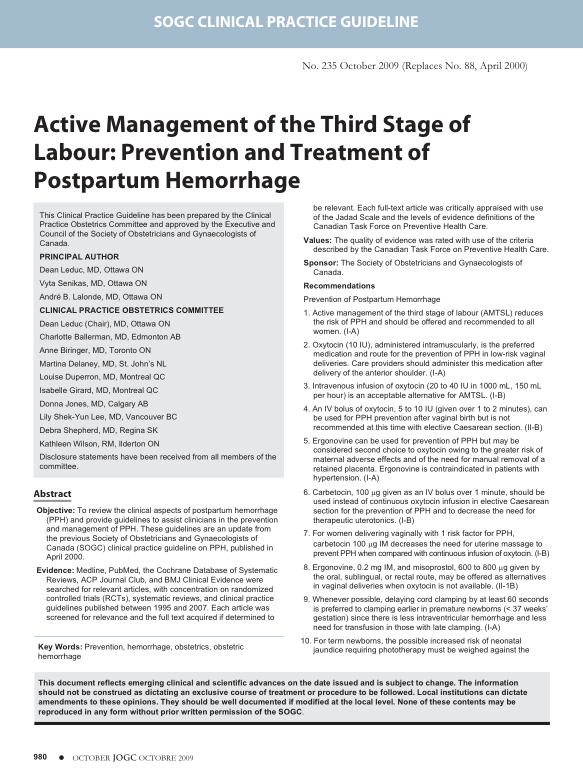 SOGC CLINICAL PRACTICE GUIDELINE
No. 235 October 2009 (Replaces No. 88, April 2000)
Active Management of the Third Stage of
Labour: Prevention and Treatment of
Postpartum Hemorrhage
This Clinical Practice Guideline has been prepared by the Clinical
Practice Obstetrics Committee and approved by the Executive and
Council of the Society of Obstetricians and Gynaecologists of
Canada.
PRINCIPAL AUTHOR
Dean Leduc, MD, Ottawa ON
Vyta Senikas, MD, Ottawa ON
André B. Lalonde, MD, Ottawa ON
CLINICAL PRACTICE OBSTETRICS COMMITTEE
Dean Leduc (Chair), MD, Ottawa ON
Charlotte Ballerman, MD, Edmonton AB
Anne Biringer, MD, Toronto ON
Martina Delaney, MD, St. John's NL
Louise Duperron, MD, Montreal QC
Isabelle Girard, MD, Montreal QC
Donna Jones, MD, Calgary AB
Lily Shek-Yun Lee, MD, Vancouver BC
Debra Shepherd, MD, Regina SK
Kathleen Wilson, RM, Ilderton ON
Disclosure statements have been received from all members of the
committee.
Abstract
Objective: To review the clinical aspects of postpartum hemorrhage
(PPH) and provide guidelines to assist clinicians in the prevention
and management of PPH. These guidelines are an update from
the previous Society of Obstetricians and Gynaecologists of
Canada (SOGC) clinical practice guideline on PPH, published in
April 2000.
Evidence: Medline, PubMed, the Cochrane Database of Systematic
Reviews, ACP Journal Club, and BMJ Clinical Evidence were
searched for relevant articles, with concentration on randomized
controlled trials (RCTs), systematic reviews, and clinical practice
guidelines published between 1995 and 2007. Each article was
screened for relevance and the full text acquired if determined to
Key Words: Prevention, hemorrhage, obstetrics, obstetric
hemorrhage
be relevant. Each full-text article was critically appraised with use
of the Jadad Scale and the levels of evidence definitions of the
Canadian Task Force on Preventive Health Care.
Values: The quality of evidence was rated with use of the criteria
described by the Canadian Task Force on Preventive Health Care.
Sponsor: The Society of Obstetricians and Gynaecologists of
Canada.
Recommendations
Prevention of Postpartum Hemorrhage
1. Active management of the third stage of labour (AMTSL) reduces
the risk of PPH and should be offered and recommended to all
women. (I-A)
2. Oxytocin (10 IU), administered intramuscularly, is the preferred
medication and route for the prevention of PPH in low-risk vaginal
deliveries. Care providers should administer this medication after
delivery of the anterior shoulder. (I-A)
3. Intravenous infusion of oxytocin (20 to 40 IU in 1000 mL, 150 mL
per hour) is an acceptable alternative for AMTSL. (I-B)
4. An IV bolus of oxytocin, 5 to 10 IU (given over 1 to 2 minutes), can
be used for PPH prevention after vaginal birth but is not
recommended at this time with elective Caesarean section. (II-B)
5. Ergonovine can be used for prevention of PPH but may be
considered second choice to oxytocin owing to the greater risk of
maternal adverse effects and of the need for manual removal of a
retained placenta. Ergonovine is contraindicated in patients with
hypertension. (I-A)
6. Carbetocin, 100 µg given as an IV bolus over 1 minute, should be
used instead of continuous oxytocin infusion in elective Caesarean
section for the prevention of PPH and to decrease the need for
therapeutic uterotonics. (I-B)
7. For women delivering vaginally with 1 risk factor for PPH,
carbetocin 100 µg IM decreases the need for uterine massage to
prevent PPH when compared with continuous infusion of oxytocin. (I-B)
8. Ergonovine, 0.2 mg IM, and misoprostol, 600 to 800 µg given by
the oral, sublingual, or rectal route, may be offered as alternatives
in vaginal deliveries when oxytocin is not available. (II-1B)
9. Whenever possible, delaying cord clamping by at least 60 seconds
is preferred to clamping earlier in premature newborns (< 37 weeks'
gestation) since there is less intraventricular hemorrhage and less
need for transfusion in those with late clamping. (I-A)
10. For term newborns, the possible increased risk of neonatal
jaundice requiring phototherapy must be weighed against the
This document reflects emerging clinical and scientific advances on the date issued and is subject to change. The information
should not be construed as dictating an exclusive course of treatment or procedure to be followed. Local institutions can dictate
amendments to these opinions. They should be well documented if modified at the local level. None of these contents may be
reproduced in any form without prior written permission of the SOGC.
980 ● OCTOBER JOGC OCTOBRE 2009